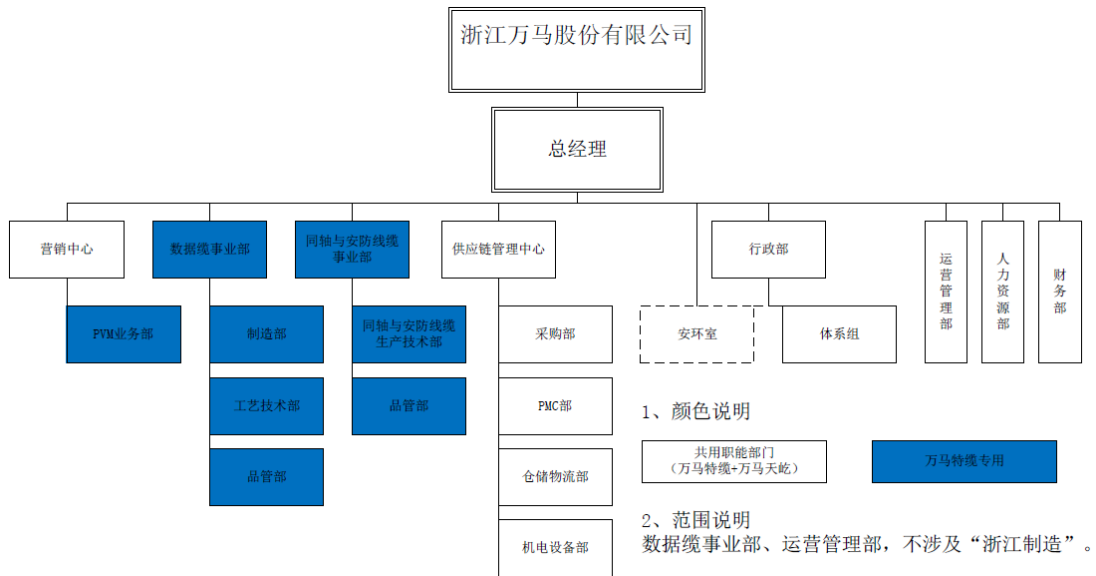 浙江万马股份有限公司
总经理
营销中心
数据缆事业部
同轴与安防线缆
事业部
供应链管理中心
行政部
运营管理部
人力资源部
财务部
PVM业务部
制造部
同轴与安防线缆
生产技术部
采购部
安环室
体系组
工艺技术部
品管部
PMC部
1、颜色说明
共用职能部门
（万马特缆+万马天屹）
万马特缆专用
品管部
仓储物流部
机电设备部
2、范围说明
数据缆事业部、运营管理部，不涉及“浙江制造”。